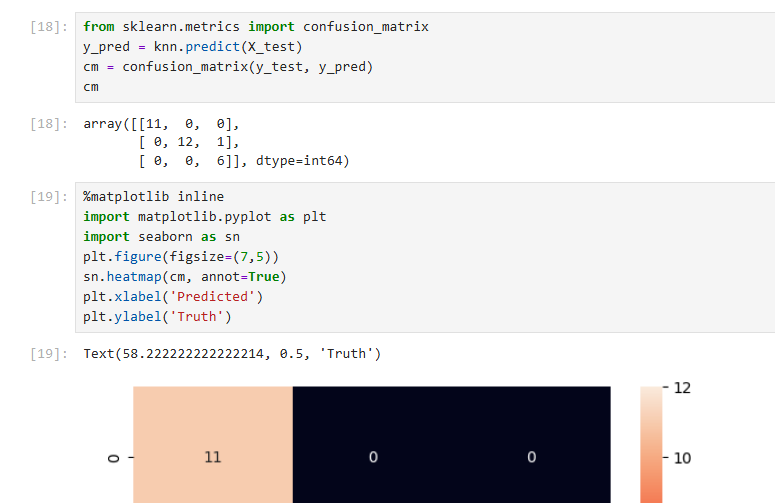 [18]: from sklearn.metrics import confusion_matrix
y_pred = knn.predict(X_test)
cm = confusion_matrix(y_test, y_pred)
cm
[18]: array([[11,  0,  0],
       [ 0, 12,  1],
       [ 0,  0,  6]], dtype=int64)
[19]: %matplotlib inline
import matplotlib.pyplot as plt
import seaborn as sn
plt.figure(figsize=(7,5))
sn.heatmap(cm, annot=True)
plt.xlabel('Predicted')
plt.ylabel('Truth')
[19]: Text(58.222222222222214, 0.5, 'Truth')
12
0 11 0 0 10